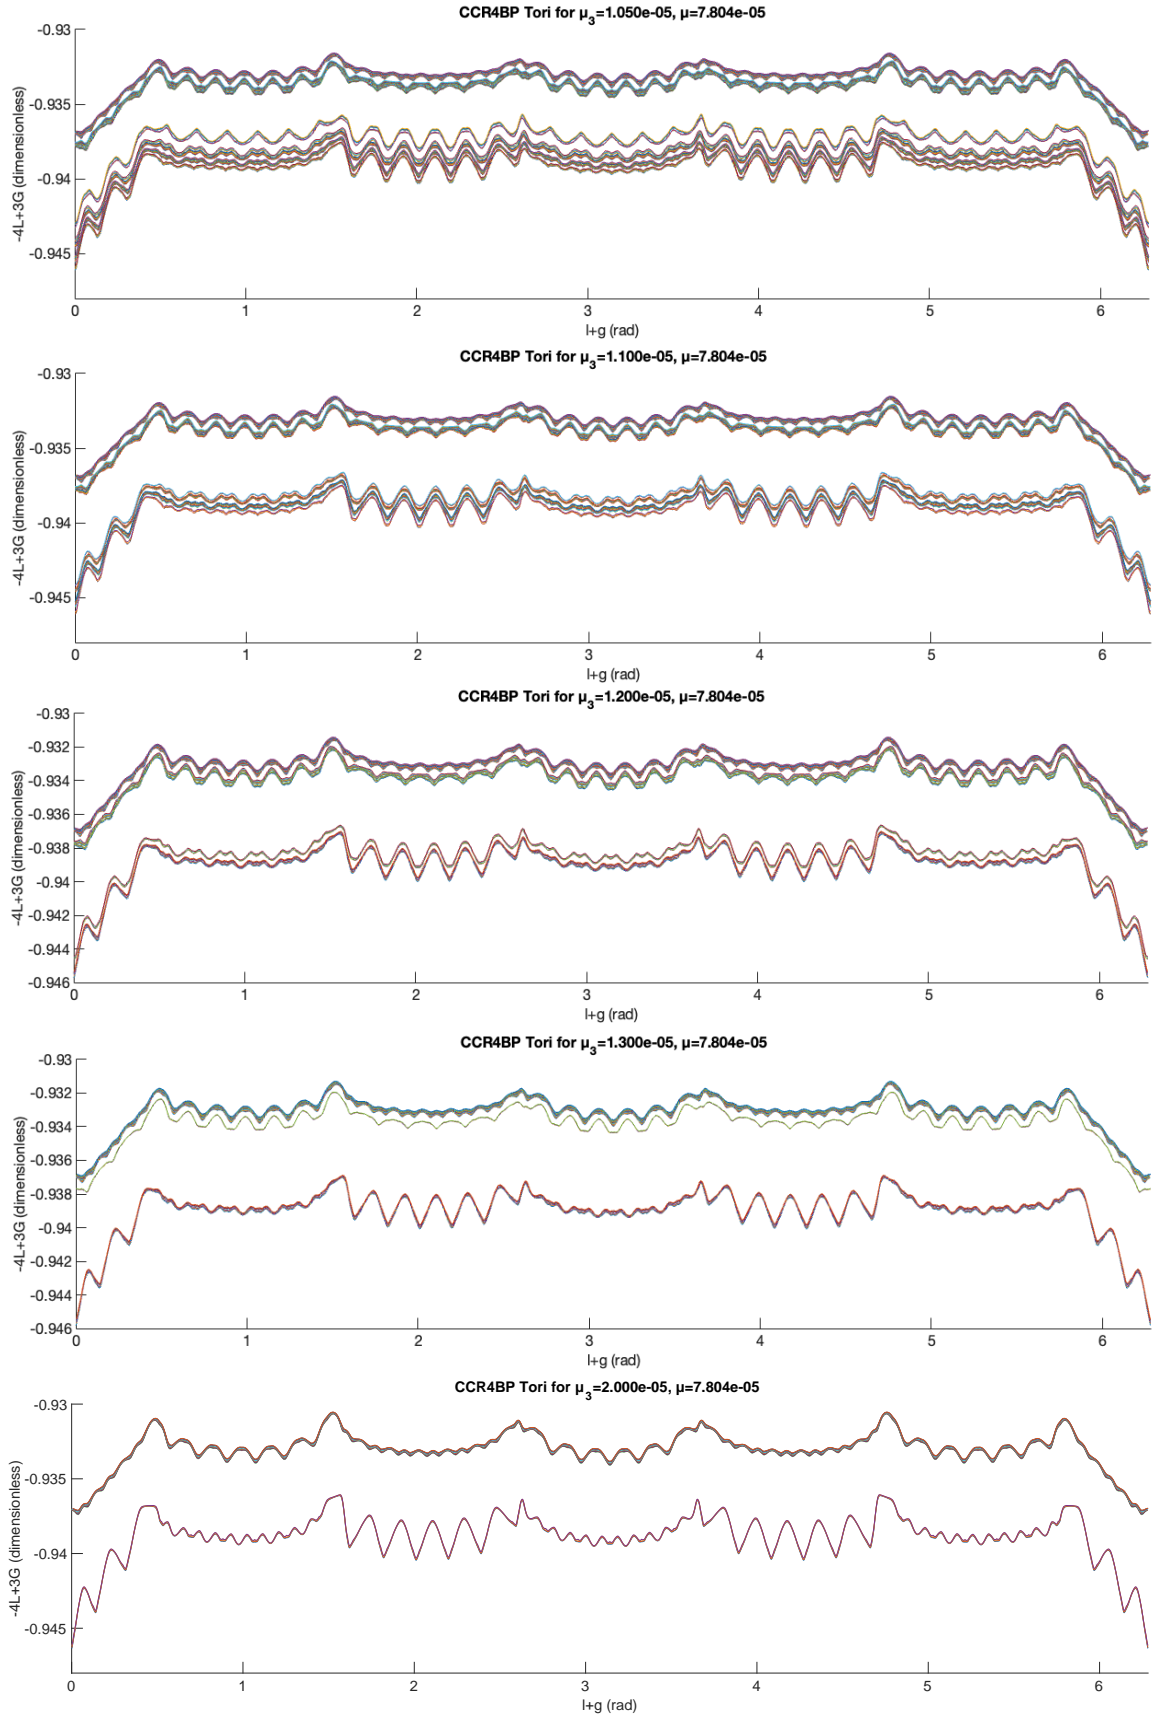 CCR4BP Tori for μ3=1.050e-05, μ=7.804e-05
-0.93
-0.935
-0.94
-0.945
-4L+3G (dimensionless)
0 1 2 3 4 5 6
l+g (rad)
CCR4BP Tori for μ3=1.100e-05, μ=7.804e-05
-0.93
-0.935
-0.94
-0.945
-4L+3G (dimensionless)
0 1 2 3 4 5 6
l+g (rad)
CCR4BP Tori for μ3=1.200e-05, μ=7.804e-05
-0.93
-0.932
-0.934
-0.936
-0.938
-0.94
-0.942
-0.944
-0.946
-4L+3G (dimensionless)
0 1 2 3 4 5 6
l+g (rad)
CCR4BP Tori for μ3=1.300e-05, μ=7.804e-05
-0.93
-0.932
-0.934
-0.936
-0.938
-0.94
-0.942
-0.944
-0.946
-4L+3G (dimensionless)
0 1 2 3 4 5 6
l+g (rad)
CCR4BP Tori for μ3=2.000e-05, μ=7.804e-05
-0.93
-0.935
-0.94
-0.945
-4L+3G (dimensionless)
0 1 2 3 4 5 6
l+g (rad)